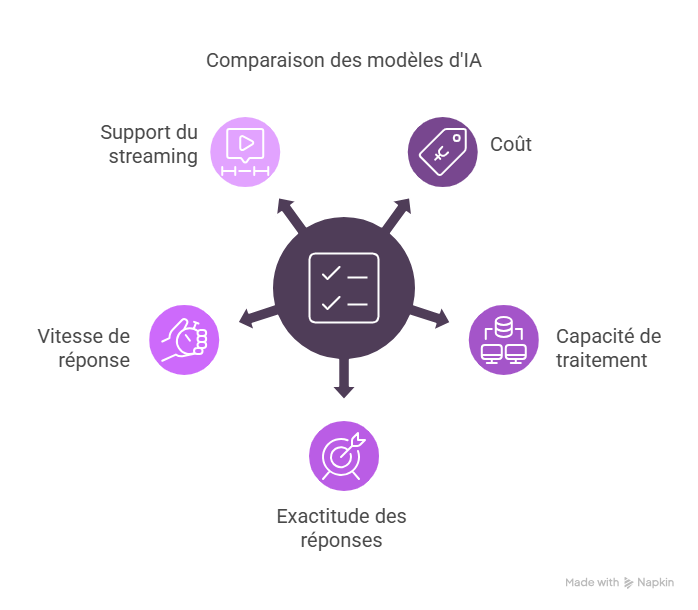 Comparaison des modèles d'IA
Support du
streaming
Coût
Vitesse de
réponse
Capacité de
traitement
Exactitude des
réponses
Made with Napkin